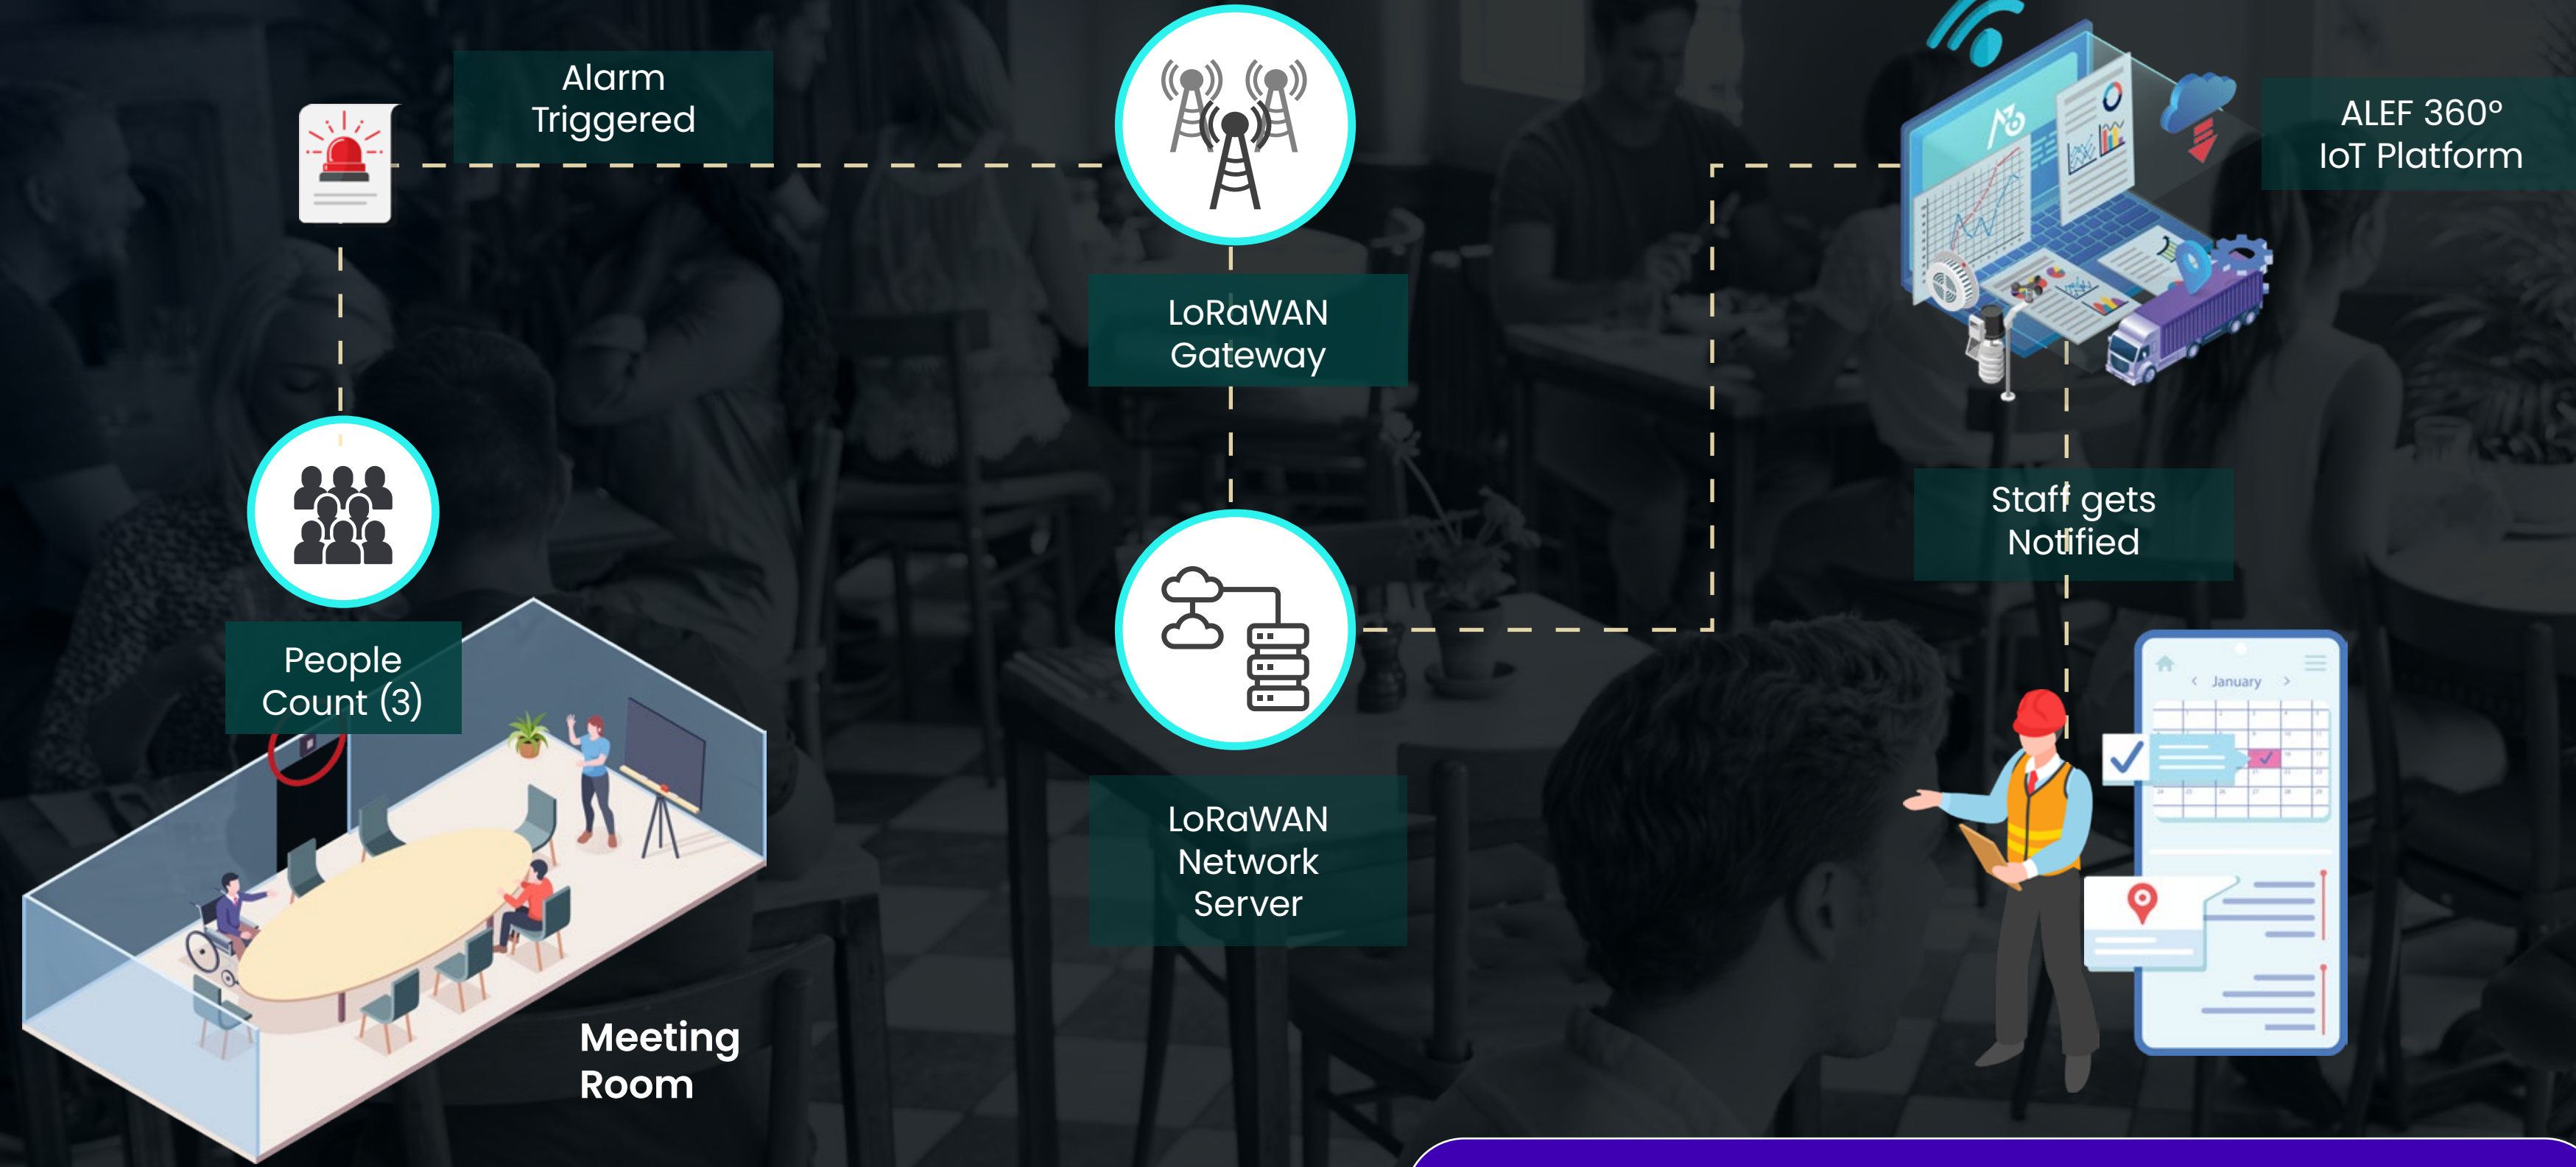 Alarm
Triggered
LoRaWAN
Gateway
ALEF 360°
IoT Platform
People
Count (3)
LoRaWAN
Network
Server
Staff gets
Notified
January
Meeting
Room